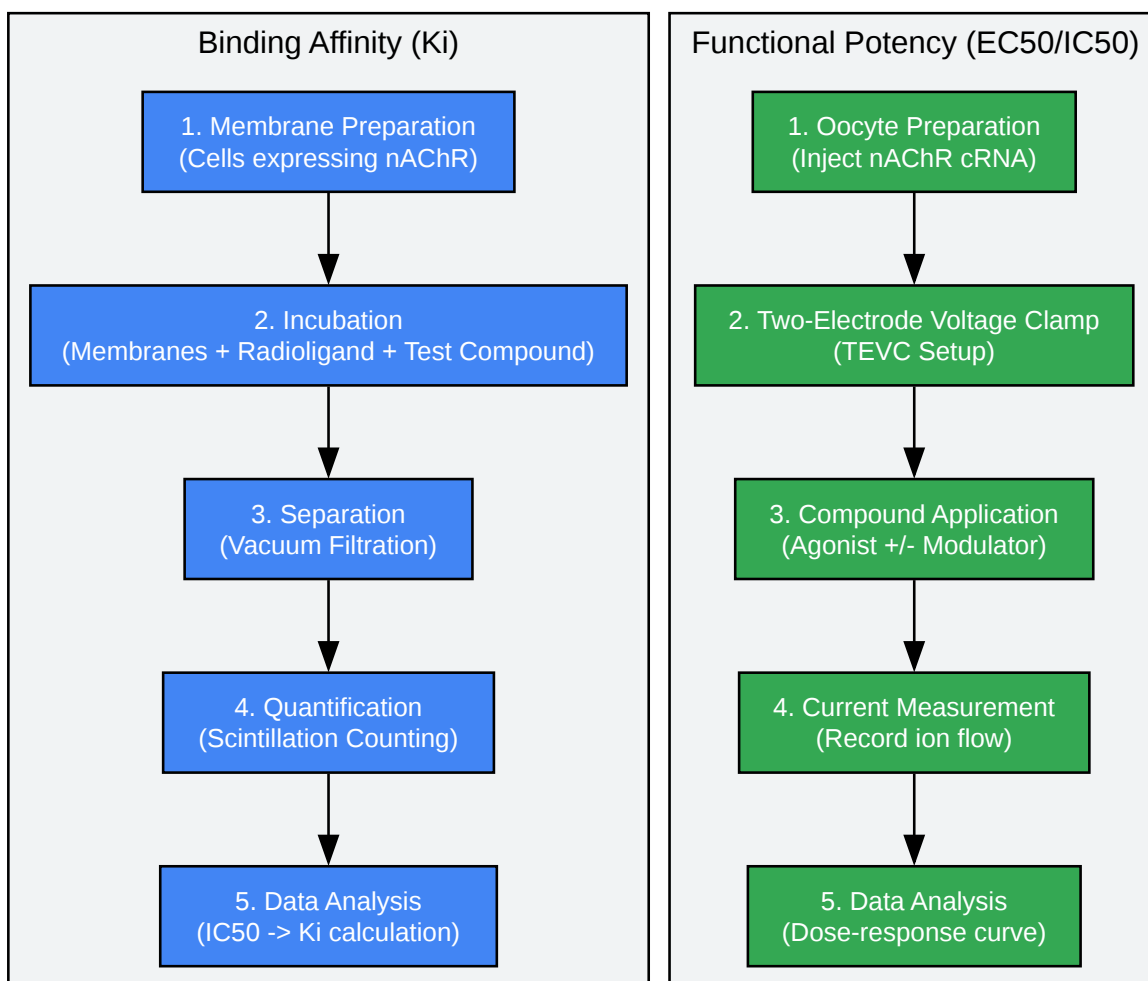 Binding Affinity (Ki)
1. Membrane Preparation
(Cells expressing nAChR)
2. Incubation
(Membranes + Radioligand + Test Compound)
3. Separation
(Vacuum Filtration)
4. Quantification
(Scintillation Counting)
5. Data Analysis
(IC50 -> Ki calculation)
Functional Potency (EC50/IC50)
1. Oocyte Preparation
(Inject nAChR cRNA)
2. Two-Electrode Voltage Clamp
(TEVC Setup)
3. Compound Application
(Agonist +/- Modulator)
4. Current Measurement
(Record ion flow)
5. Data Analysis
(Dose-response curve)